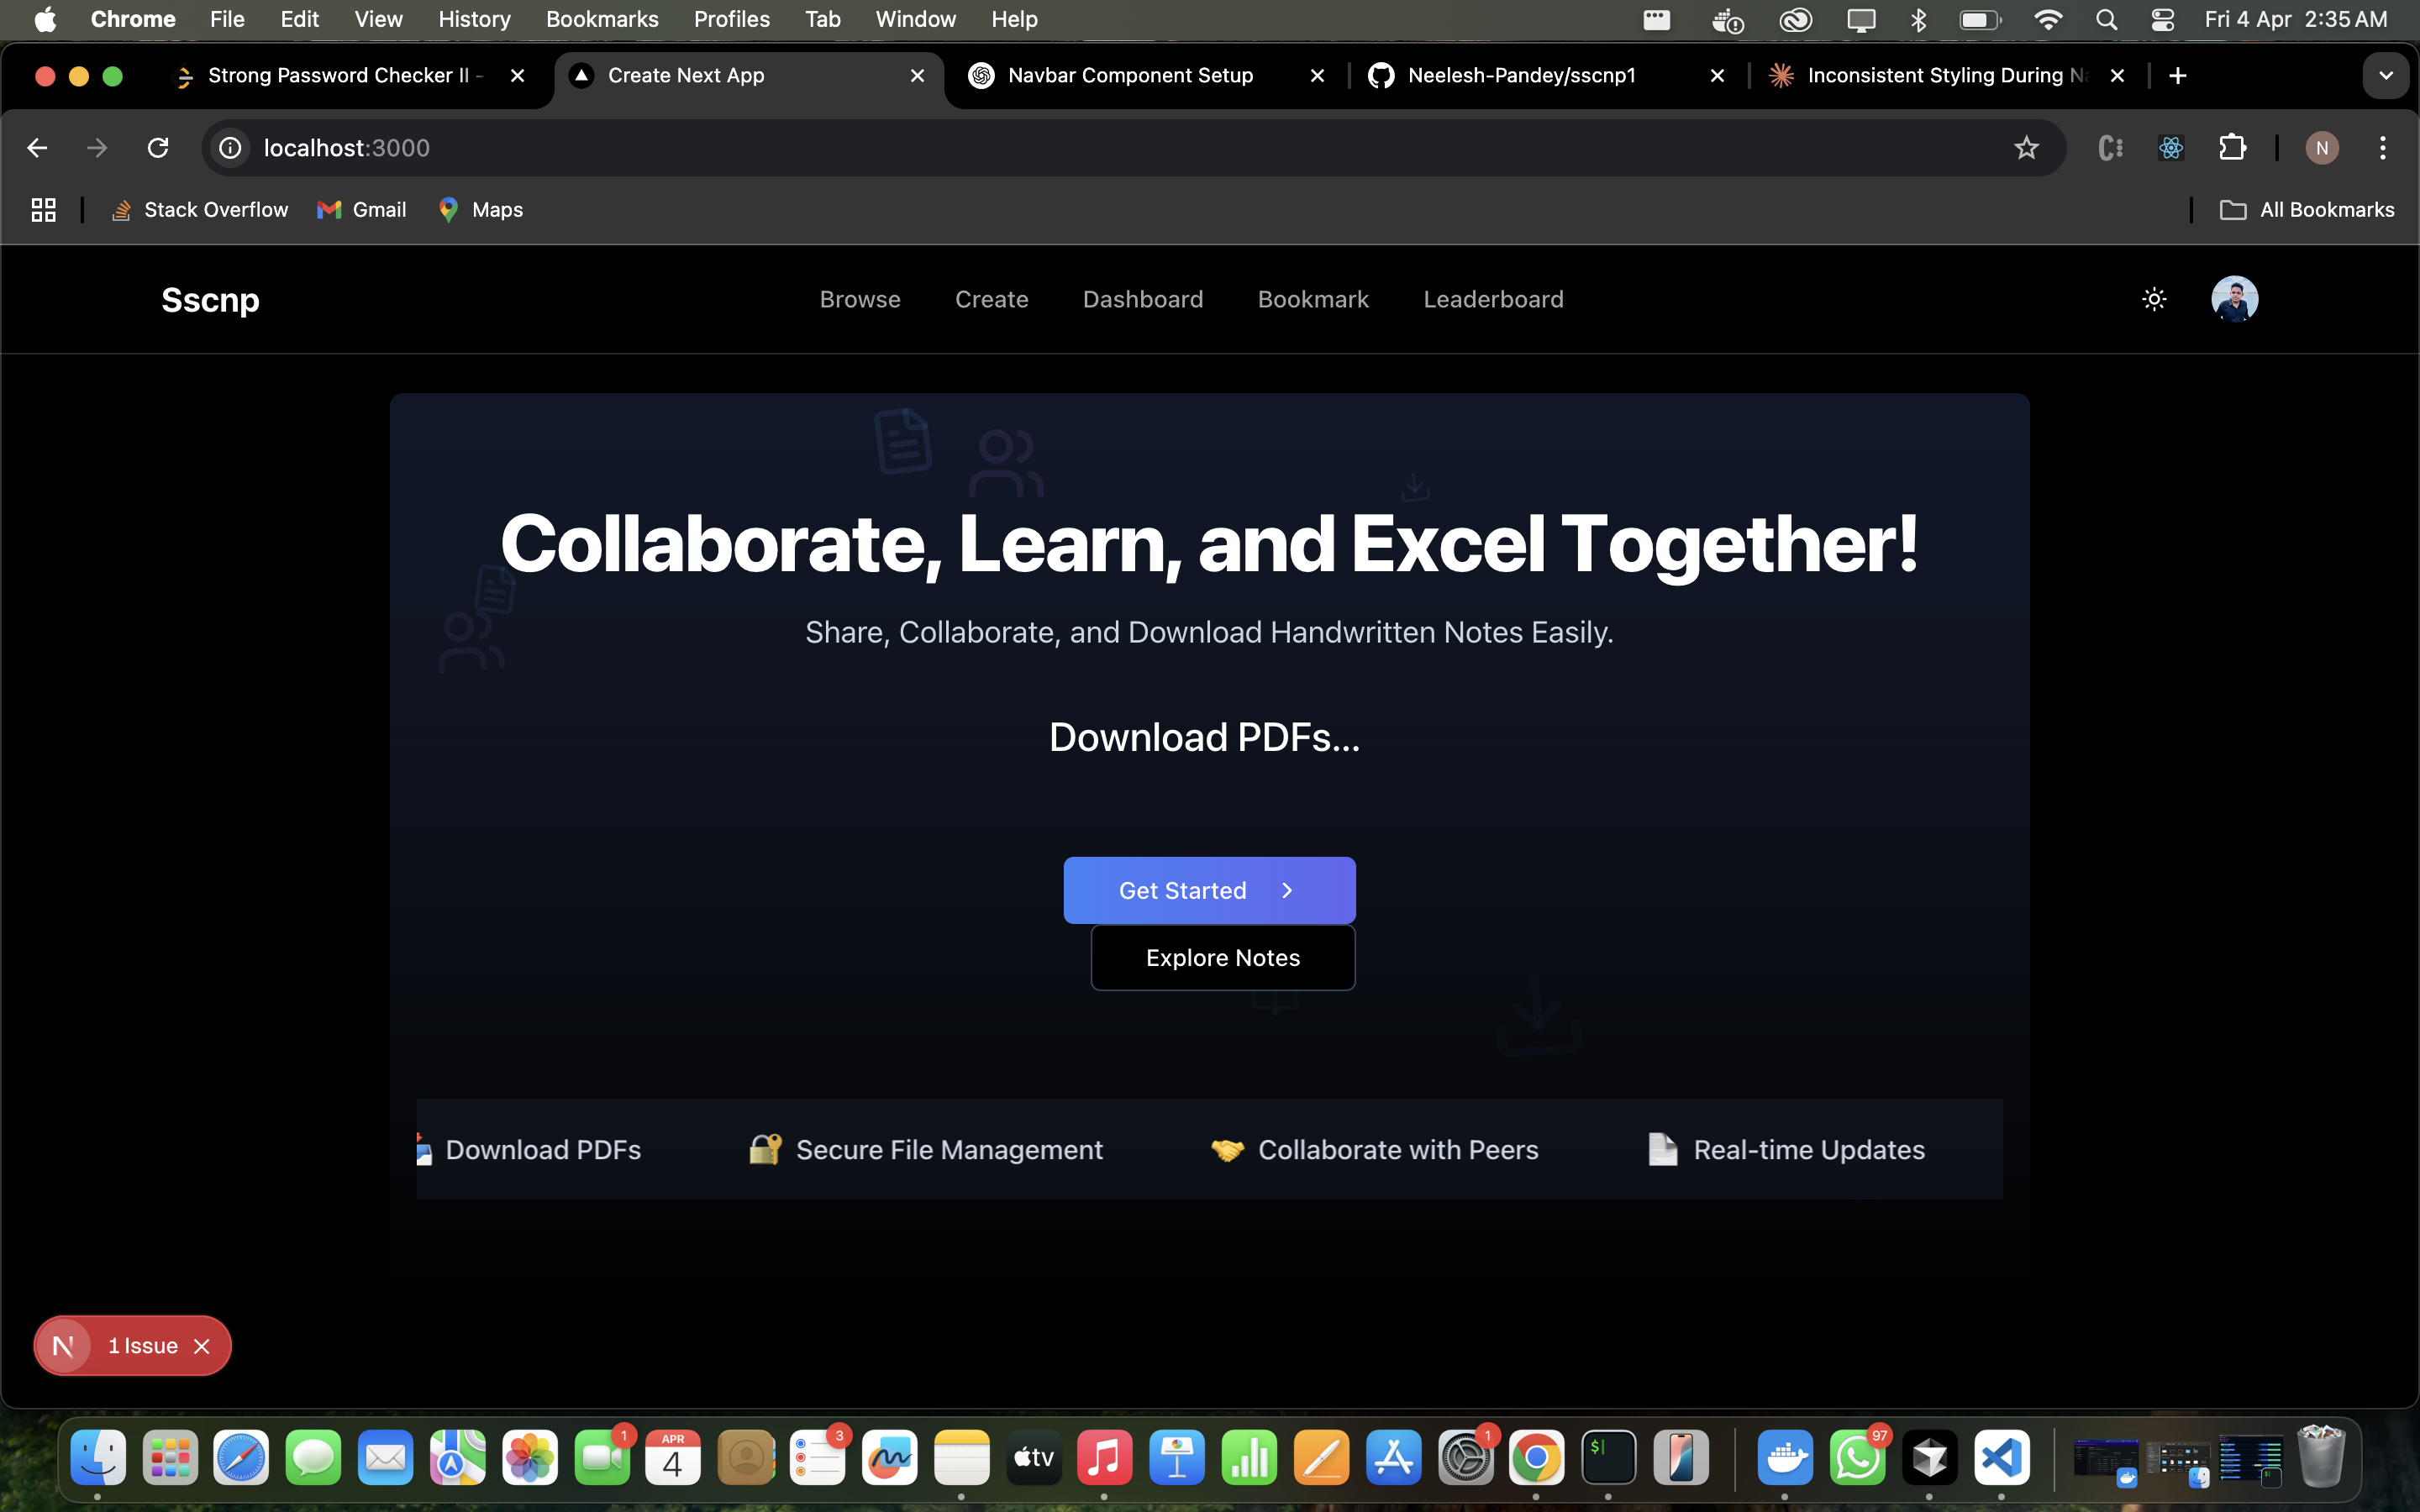 Chrome File Edit View History Bookmarks Profiles Tab Window Help Fri 4 Apr 2:35 AM
Strong Password Checker II - Create Next App Navbar Component Setup Neelesh-Pandey/sscnp1 Inconsistent Styling During
localhost:3000 N
Stack Overflow Gmail Maps All Bookmarks
Sscnp Browse Create Dashboard Bookmark Leaderboard
Collaborate, Learn, and Excel Together!
Share, Collaborate, and Download Handwritten Notes Easily.
Download PDFs...
Get Started
Explore Notes
Download PDFs Secure File Management Collaborate with Peers Real-time Updates
N 1 Issue
1 APR 4 3 tv 1 $ 97